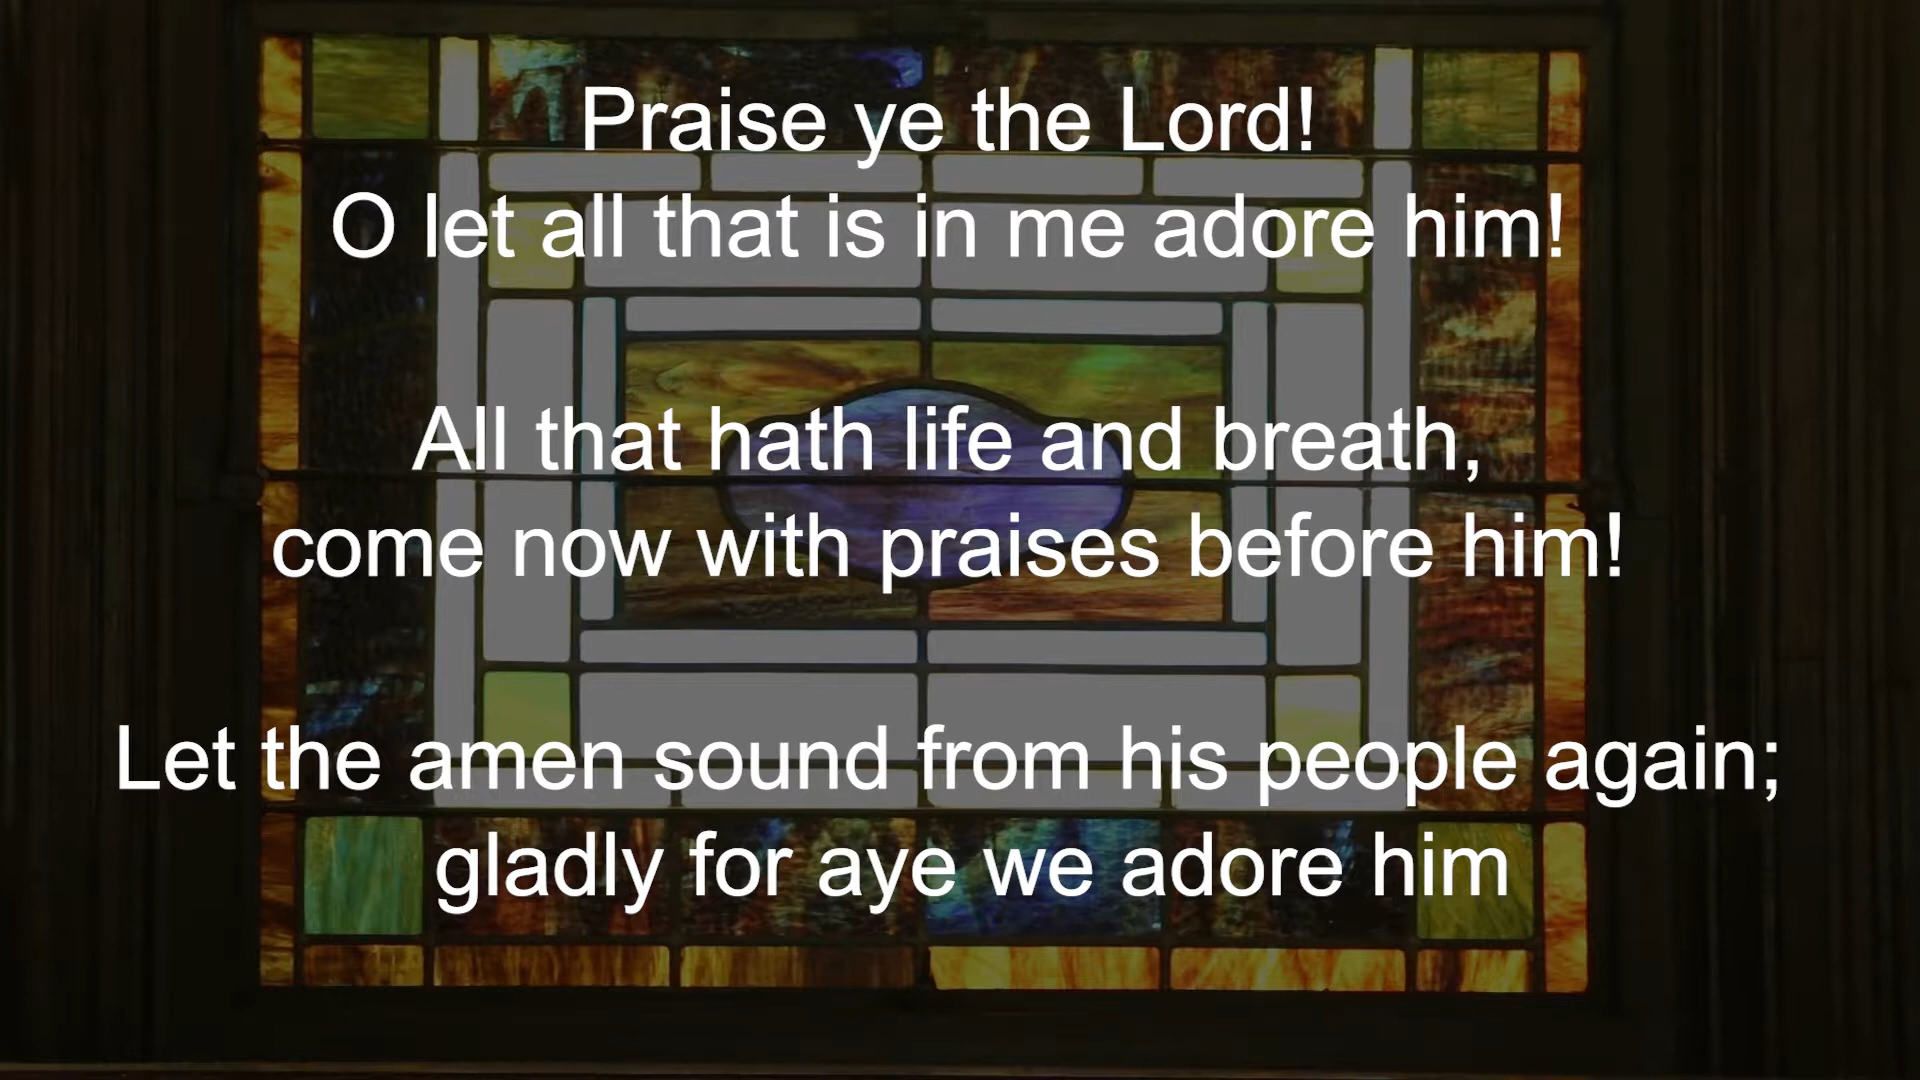 Praise ye the Lord!
O let all that is in me adore him!
All that hath life and breath,
come now with praises before him!
Let the amen sound from his people again;
gladly for aye we adore him